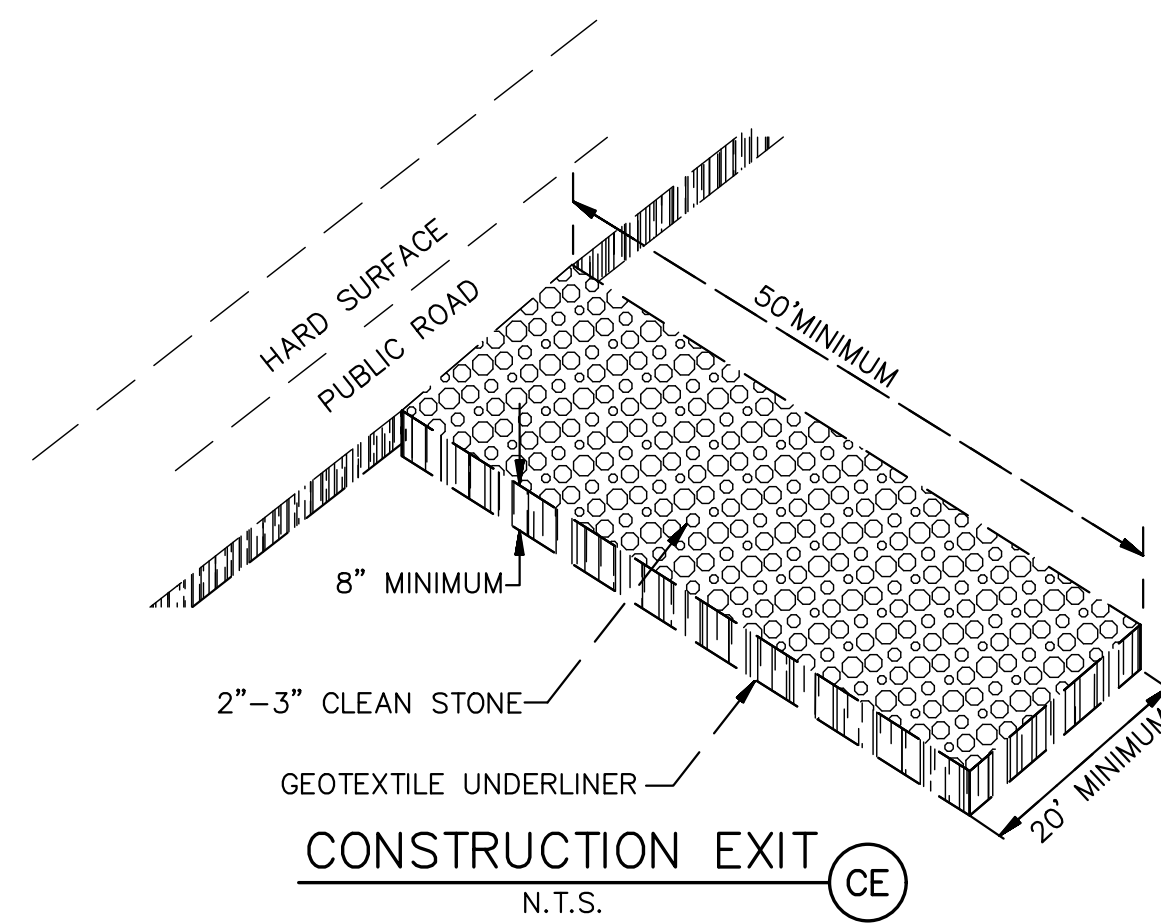 HARD SURFACE
PUBLIC ROAD
50'MINIMUM
8" MINIMUM
2"-3" CLEAN STONE
GEOTEXTILE UNDERLINER
20' MINIMUM
CONSTRUCTION EXIT
CE
N.T.S.